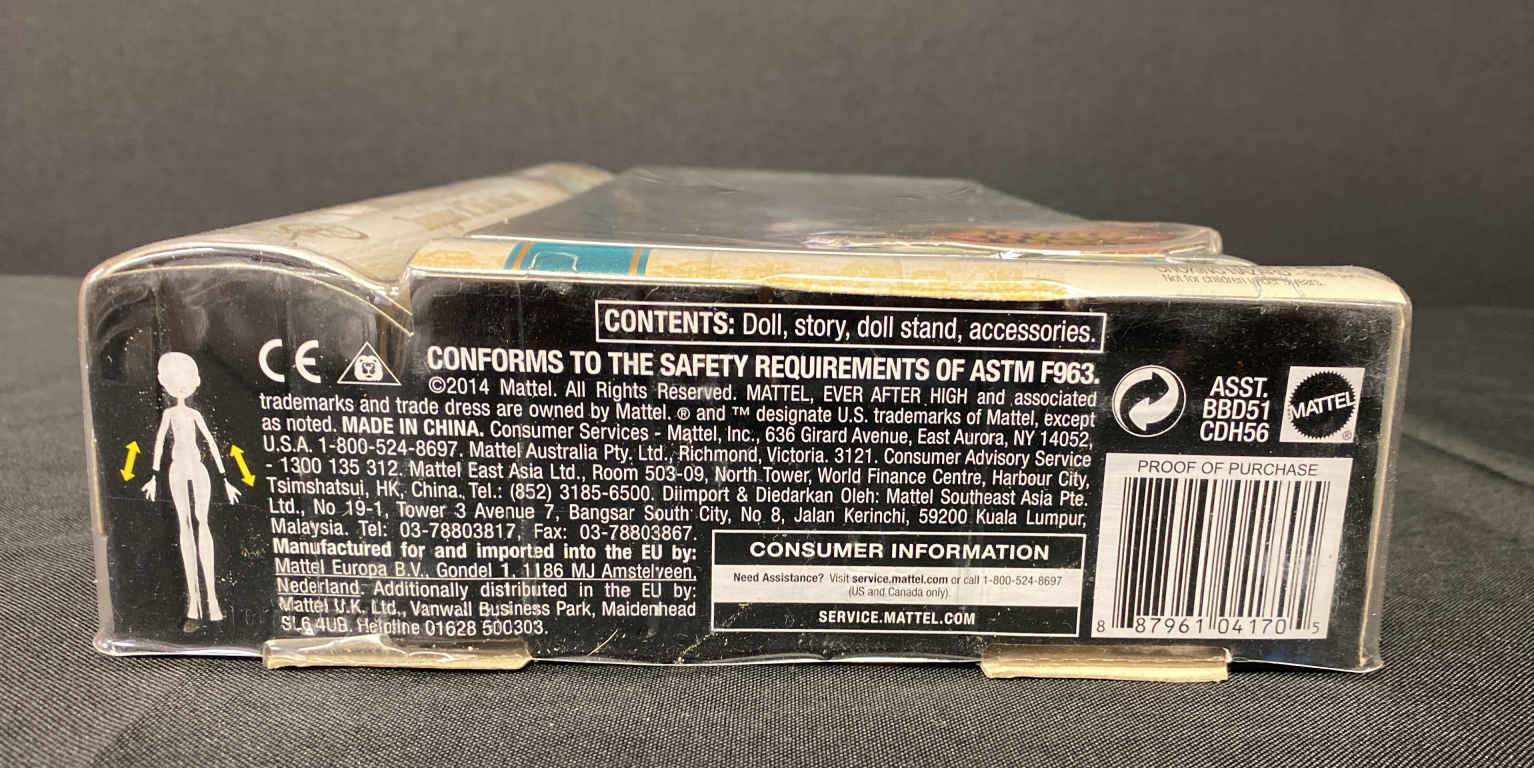 CONTENTS: Doll, story, doll stand, accessories.
CE
CONFORMS TO THE SAFETY REQUIREMENTS OF ASTM F963.
©2014 Mattel. All Rights Reserved. MATTEL, EVER AFTER HIGH and associated
trademarks and trade dress are owned by Mattel. ® and ™ designate U.S. trademarks of Mattel, except
as noted. MADE IN CHINA. Consumer Services - Mattel, Inc., 636 Girard Avenue, East Aurora, NY 14052,
U.S.A. 1-800-524-8697. Mattel Australia Pty. Ltd., Richmond, Victoria. 3121. Consumer Advisory Service
- 1300 135 312. Mattel East Asia Ltd., Room 503-09, North Tower, World Finance Centre, Harbour City,
Tsimshatsui, HK, China. Tel.: (852) 3185-6500. Diimport & Diedarkan Oleh: Mattel Southeast Asia Pte.
Ltd., No 19-1, Tower 3 Avenue 7, Bangsar South City, No 8, Jalan Kerinchi, 59200 Kuala Lumpur,
Malaysia. Tel: 03-78803817, Fax: 03-78803867.
Manufactured for and imported into the EU by:
Mattel Europa B.V., Gondel 1, 1186 MJ Amstelveen,
Nederland. Additionally distributed in the EU by:
Mattel U.K. Ltd., Vanwall Business Park, Maidenhead
SL6 4UB. Helpline 01628 500303.
CONSUMER INFORMATION
Need Assistance? Visit service.mattel.com or call 1-800-524-8697
(US and Canada only).
SERVICE.MATTEL.COM
ASST.
BBD51
CDH56
MATTEL
®
PROOF OF PURCHASE
8 87961 04170 5